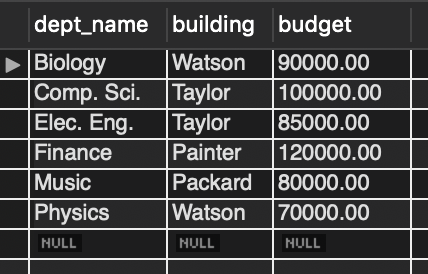 dept_name building budget
Biology Watson 90000.00
Comp. Sci. Taylor 100000.00
Elec. Eng. Taylor 85000.00
Finance Painter 120000.00
Music Packard 80000.00
Physics Watson 70000.00
NULL NULL NULL